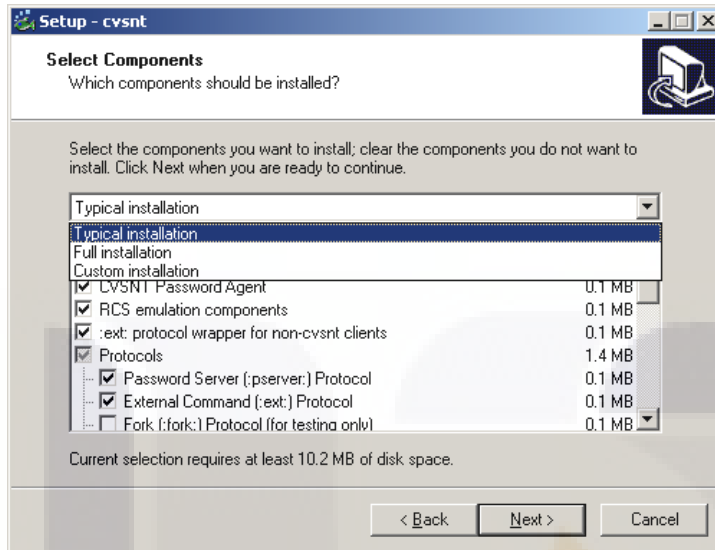 Setup - cvsnt
Select Components
Which components should be installed?
Select the components you want to install; clear the components you do not want to
install. Click Next when you are ready to continue.
Typical installation
Typical installation
Full installation
Custom installation
CVSNT Password Agent 0.1 MB
RCS emulation components 0.1 MB
:ext: protocol wrapper for non-cvsnt clients 0.1 MB
Protocols 1.4 MB
Password Server (:pserver:) Protocol 0.1 MB
External Command (:ext:) Protocol 0.1 MB
Fork (:fork:) Protocol (for testing only) 0.1 MB
Current selection requires at least 10.2 MB of disk space.
< Back Next > Cancel